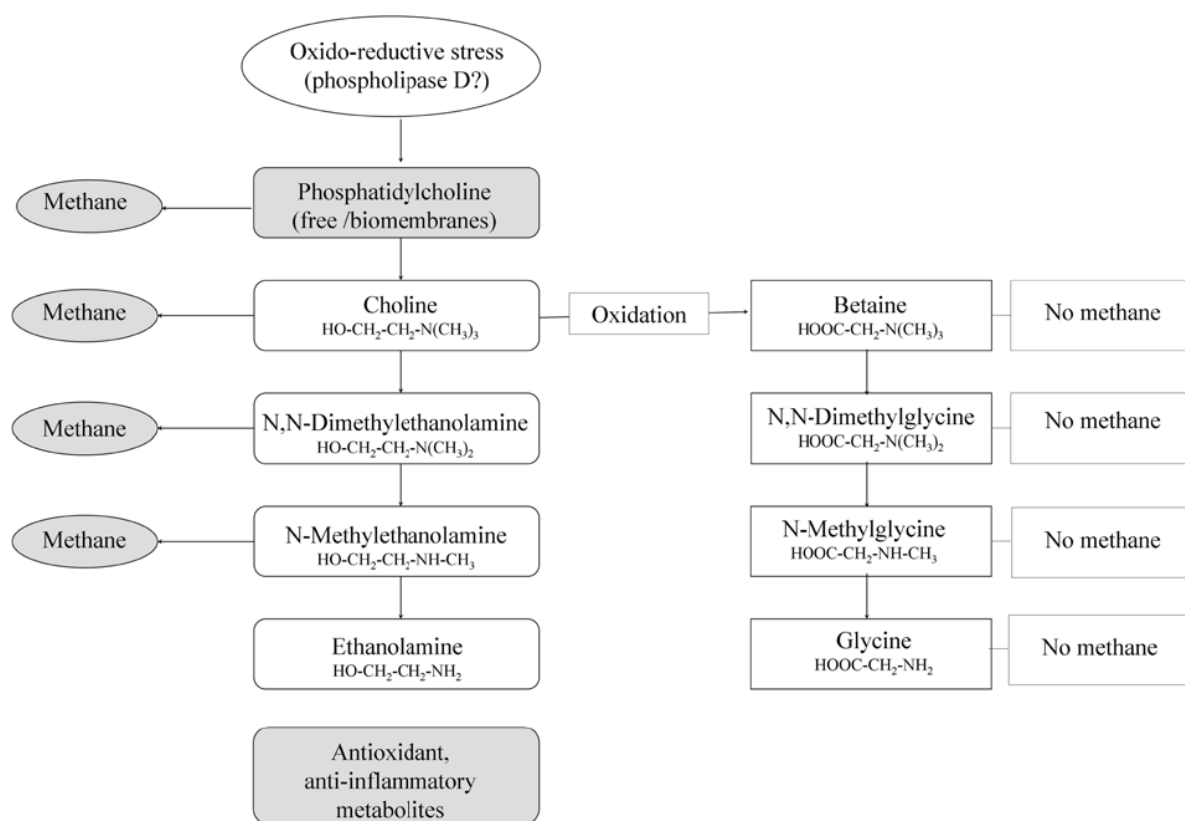 Oxido-reductive stress
(phospholipase D?)
Methane
Phosphatidylcholine
(free /biomembranes)
Methane
Choline
HO-CH₂-CH₂-N(CH₃)₃
Oxidation
Betaine
HOOC-CH₂-N(CH₃)₃
No methane
Methane
N,N-Dimethylethanolamine
HO-CH₂-CH₂-N(CH₃)₂
N,N-Dimethylglycine
HOOC-CH₂-N(CH₃)₂
No methane
Methane
N-Methylethanolamine
HO-CH₂-CH₂-NH-CH₃
N-Methylglycine
HOOC-CH₂-NH-CH₃
No methane
Ethanolamine
HO-CH₂-CH₂-NH₂
Glycine
HOOC-CH₂-NH₂
No methane
Antioxidant,
anti-inflammatory
metabolites